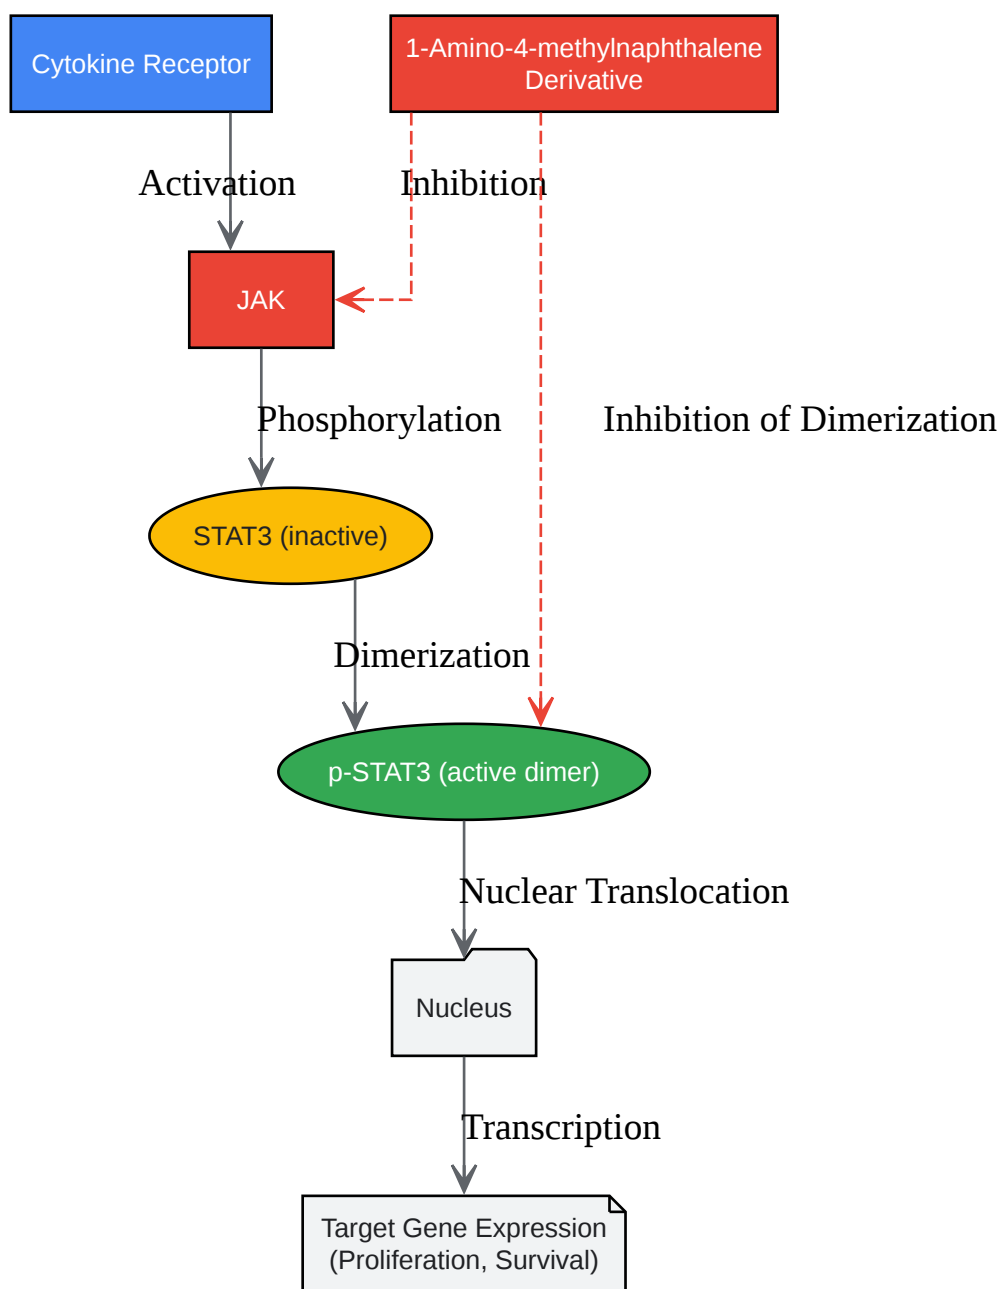 Cytokine Receptor
1-Amino-4-methylnaphthalene
Derivative
Activation
Inhibition
JAK
Phosphorylation
Inhibition of Dimerization
STAT3 (inactive)
Dimerization
p-STAT3 (active dimer)
Nuclear Translocation
Nucleus
Transcription
Target Gene Expression
(Proliferation, Survival)